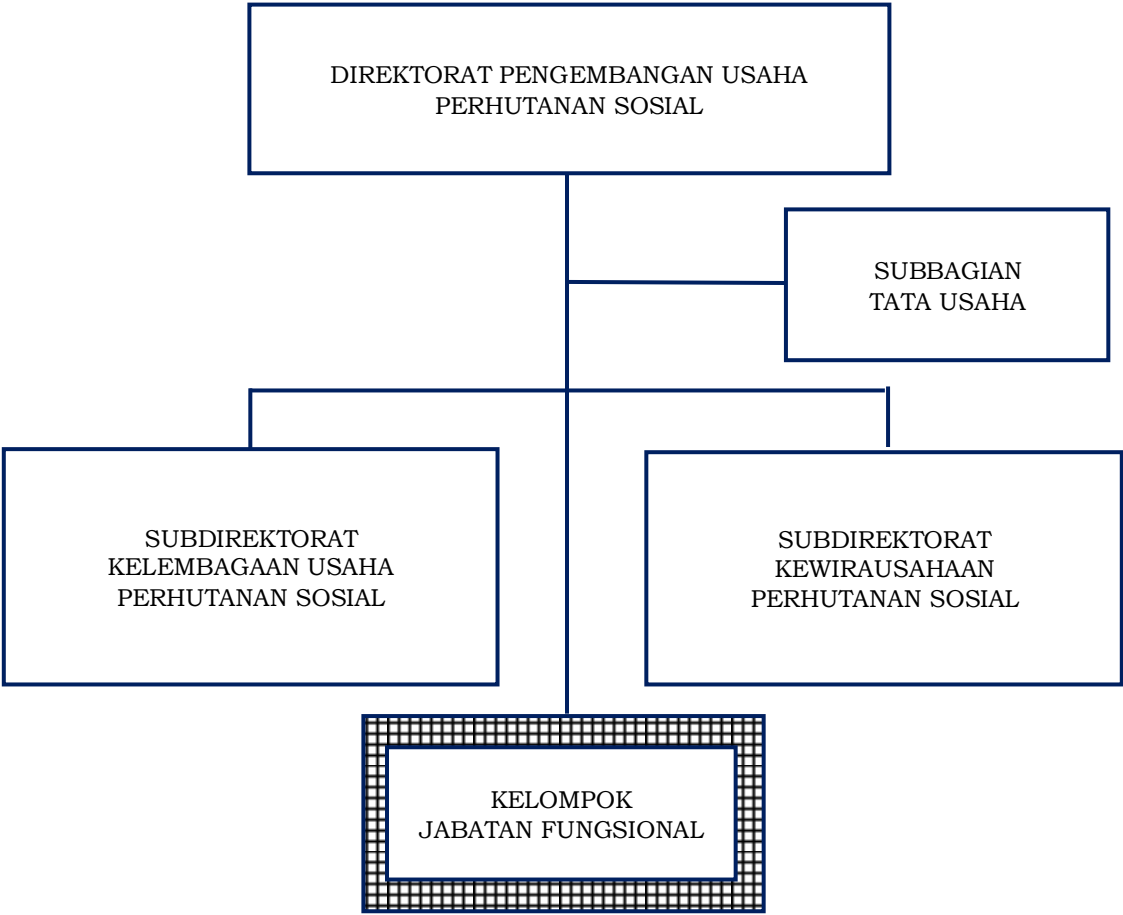 DIREKTORAT PENGEMBANGAN USAHA
PERHUTANAN SOSIAL
SUBBAGIAN
TATA USAHA
SUBDIREKTORAT
KELEMBAGAAN USAHA
PERHUTANAN SOSIAL
SUBDIREKTORAT
KEWIRAUSAHAAN
PERHUTANAN SOSIAL
KELOMPOK
JABATAN FUNGSIONAL